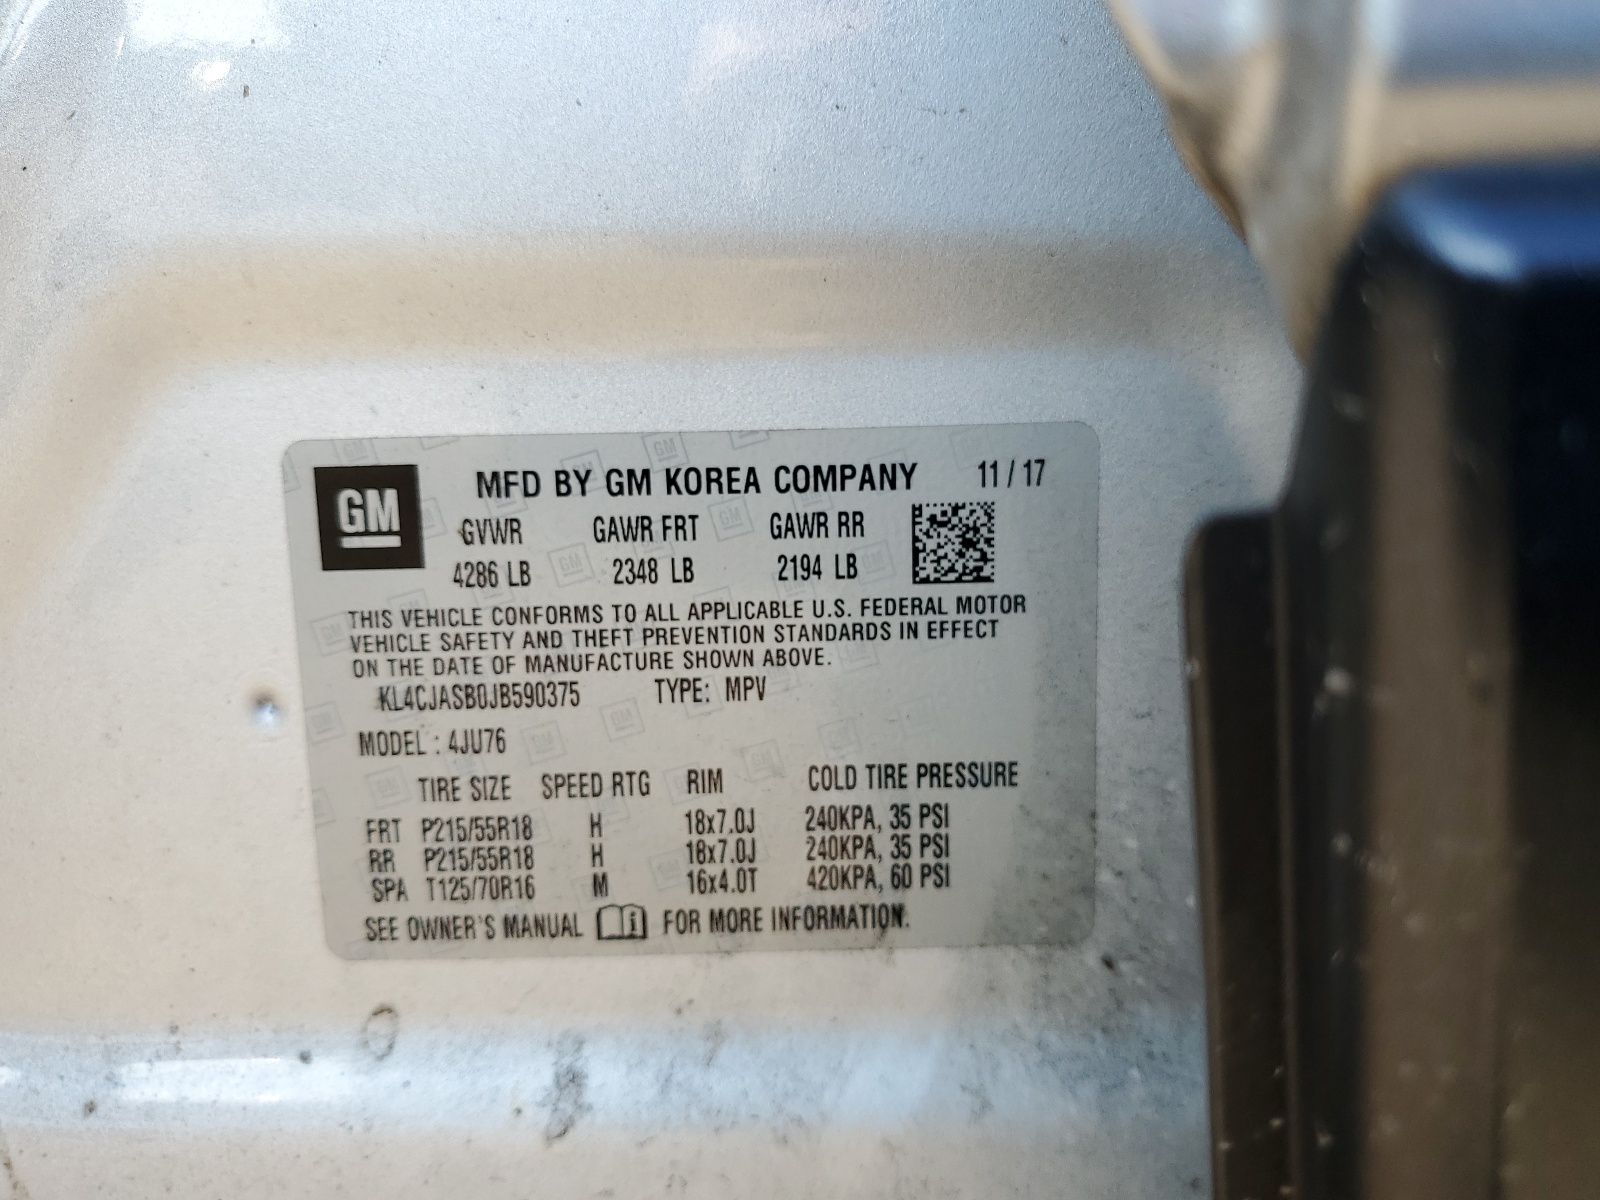 GM
MFD BY GM KOREA COMPANY 11 / 17
GVWR GAWR FRT GAWR RR
4286 LB 2348 LB 2194 LB
THIS VEHICLE CONFORMS TO ALL APPLICABLE U.S. FEDERAL MOTOR
VEHICLE SAFETY AND THEFT PREVENTION STANDARDS IN EFFECT
ON THE DATE OF MANUFACTURE SHOWN ABOVE.
KL4CJASB0JB590375 TYPE: MPV
MODEL : 4JU76
TIRE SIZE SPEED RTG RIM COLD TIRE PRESSURE
FRT P215/55R18 H 18x7.0J 240KPA, 35 PSI
RR P215/55R18 H 18x7.0J 240KPA, 35 PSI
SPA T125/70R16 M 16x4.0T 420KPA, 60 PSI
SEE OWNER'S MANUAL FOR MORE INFORMATION.